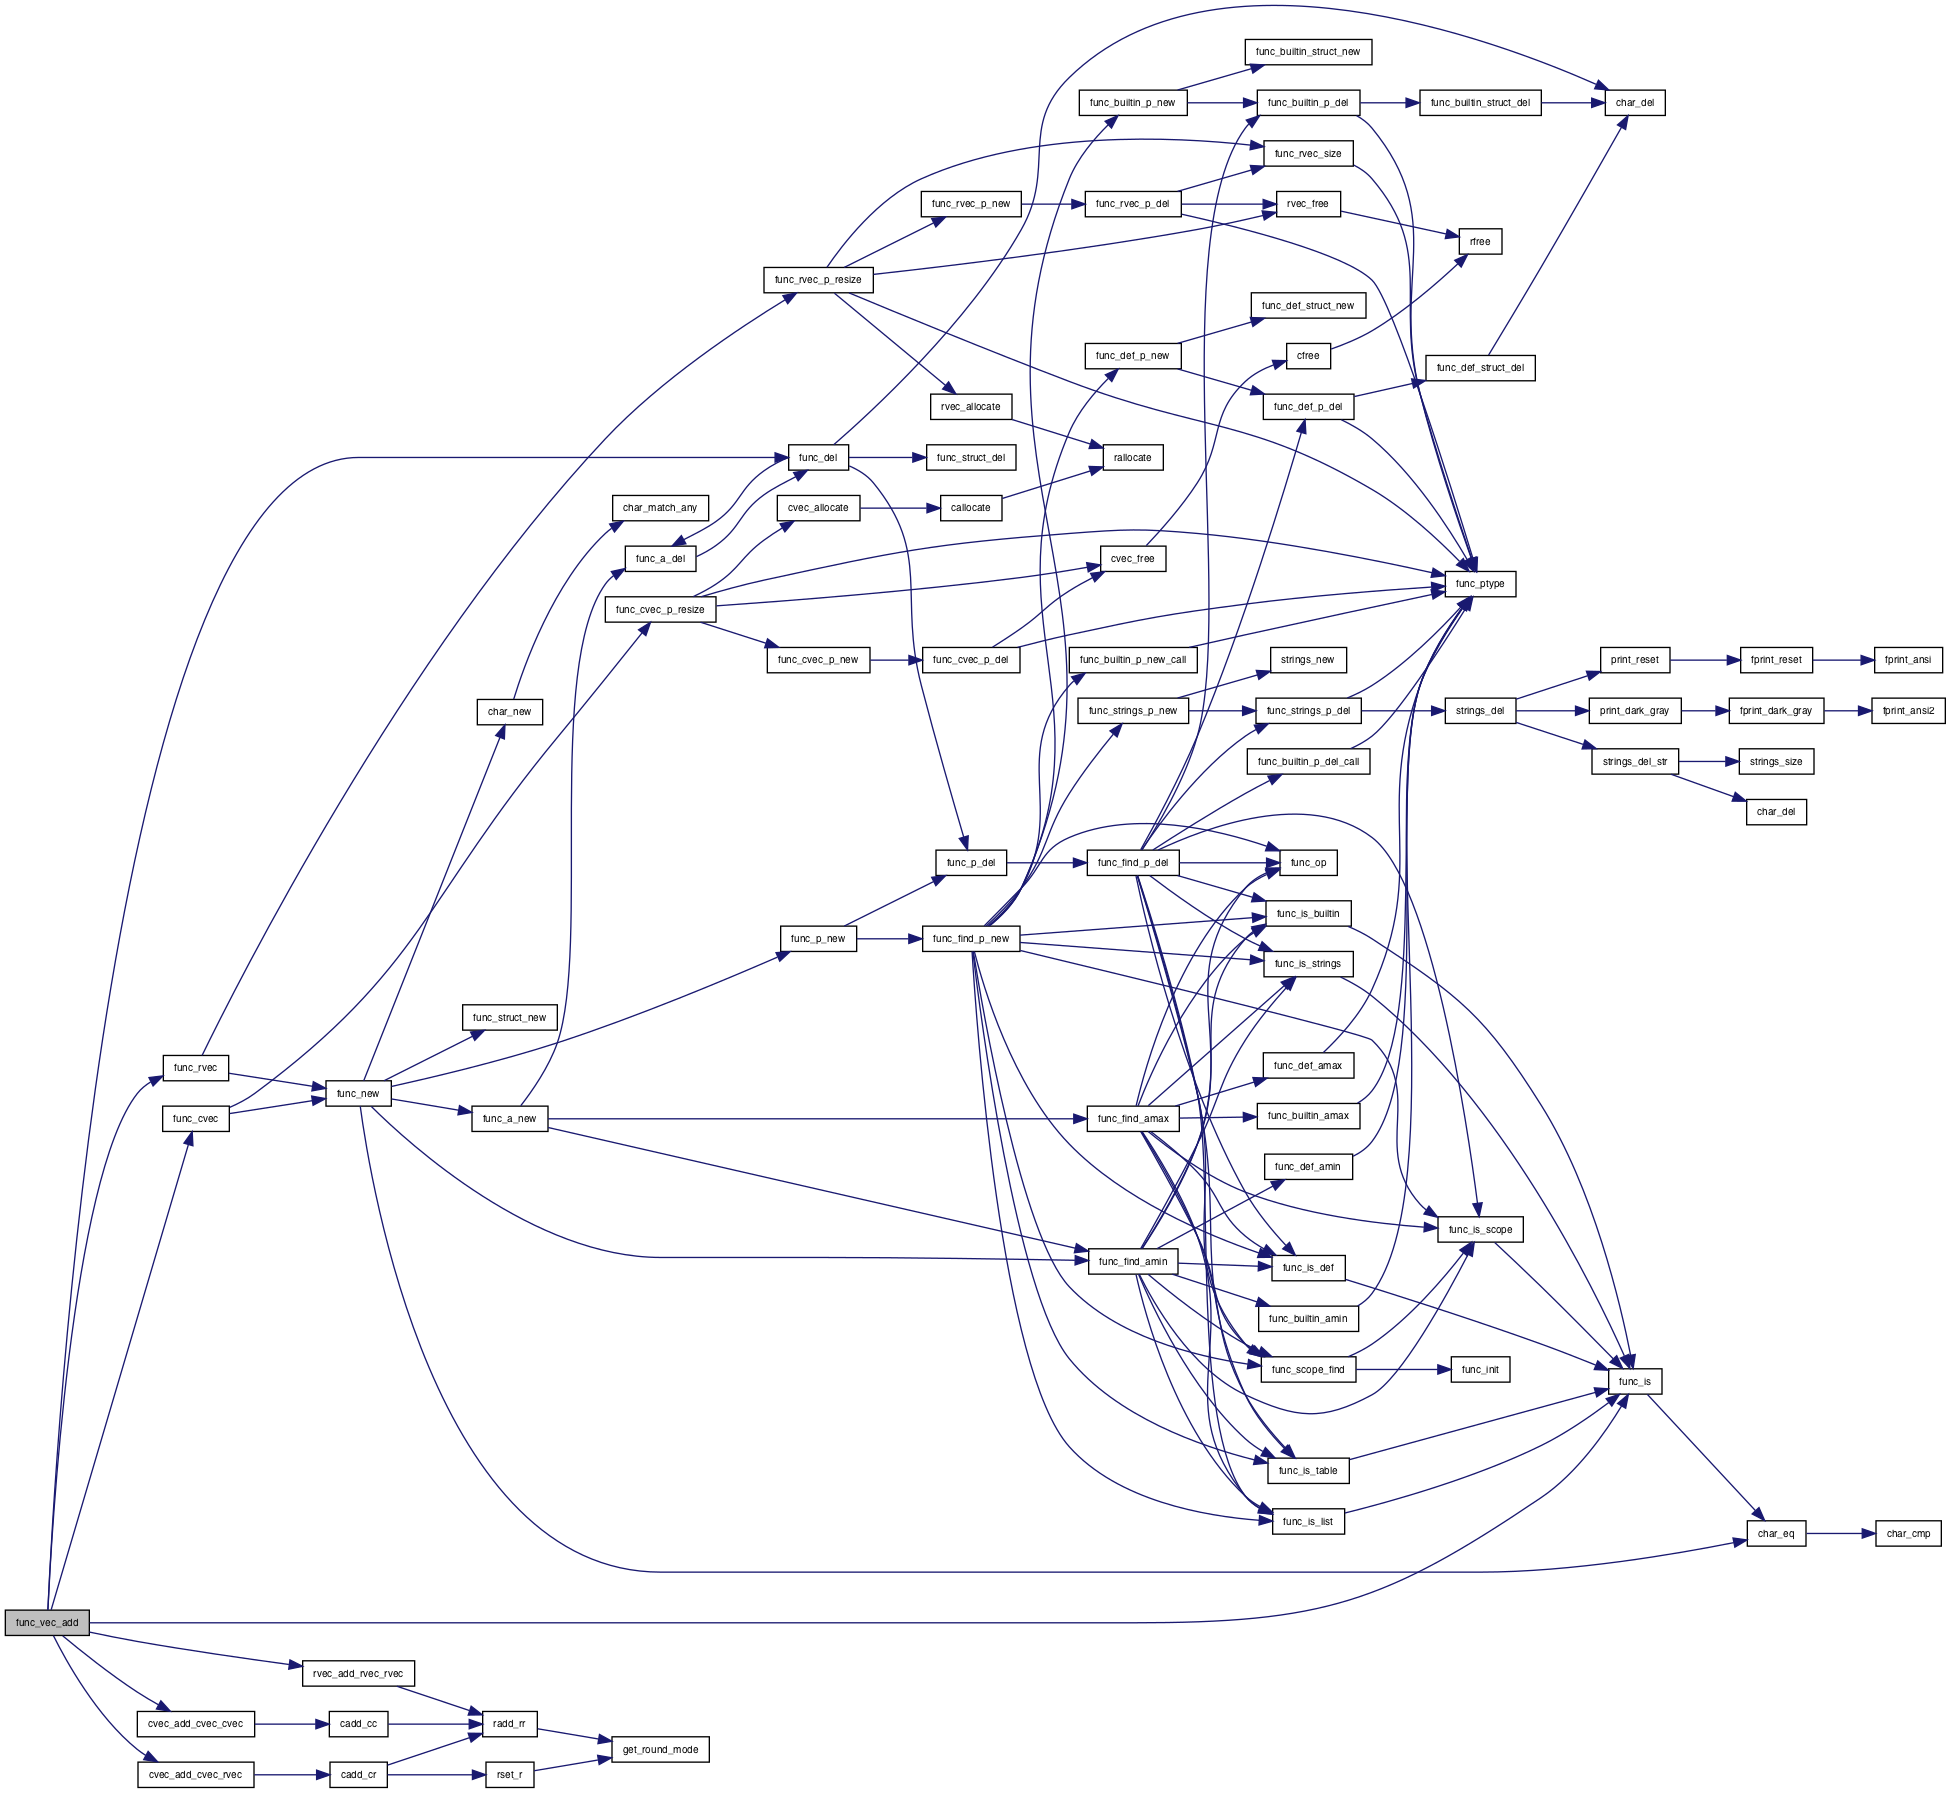 func_builtin_struct_new
func_builtin_p_new
func_builtin_p_del
func_builtin_struct_del
char_del
func_rvec_size
func_rvec_p_new
func_rvec_p_del
rvec_free
rfree
func_rvec_p_resize
func_def_struct_new
func_def_p_new
cfree
func_def_struct_del
rvec_allocate
func_def_p_del
func_del
func_struct_del
rallocate
char_match_any
cvec_allocate
callocate
func_a_del
cvec_free
func_ptype
func_cvec_p_resize
func_cvec_p_new
func_cvec_p_del
func_builtin_p_new_call
strings_new
print_reset
fprint_reset
fprint_ansi
char_new
func_strings_p_new
func_strings_p_del
strings_del
print_dark_gray
fprint_dark_gray
fprint_ansi2
func_builtin_p_del_call
strings_del_str
strings_size
char_del
func_p_del
func_find_p_del
func_op
func_is_builtin
func_p_new
func_find_p_new
func_is_strings
func_struct_new
func_rvec
func_def_amax
func_new
func_cvec
func_a_new
func_find_amax
func_builtin_amax
func_def_amin
func_is_scope
func_find_amin
func_is_def
func_builtin_amin
func_scope_find
func_init
func_is
func_is_table
func_is_list
char_eq
char_cmp
func_vec_add
rvec_add_rvec_rvec
cvec_add_cvec_cvec
cadd_cc
radd_rr
get_round_mode
cvec_add_cvec_rvec
cadd_cr
rset_r